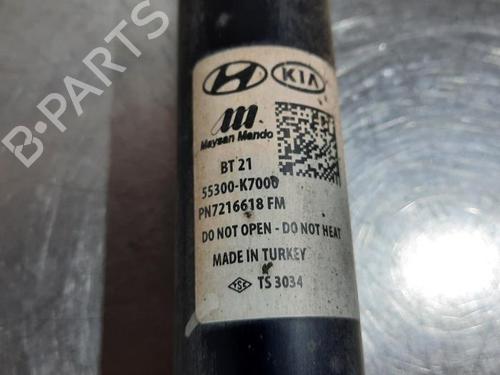 KIA
Maysan Mando
BT 21
55300-K7000
PN7216618 FM
DO NOT OPEN - DO NOT HEAT
MADE IN TURKEY
TSE TS 3034
B-PARTS